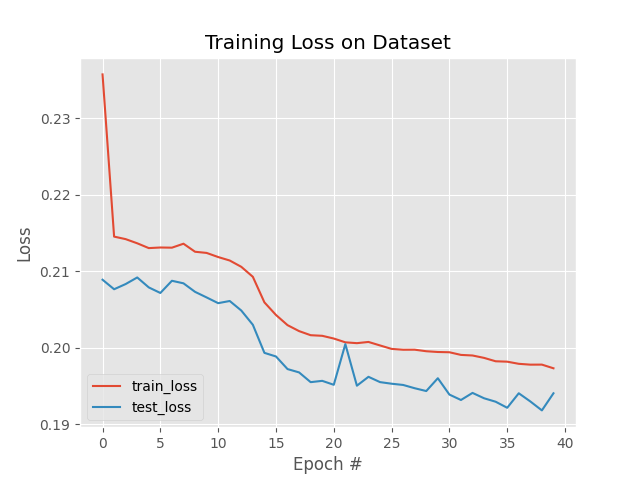 Training Loss on Dataset
0.23
0.22
0.21
0.20
0.19
Loss
train_loss
test_loss
0 5 10 15 20 25 30 35 40
Epoch #